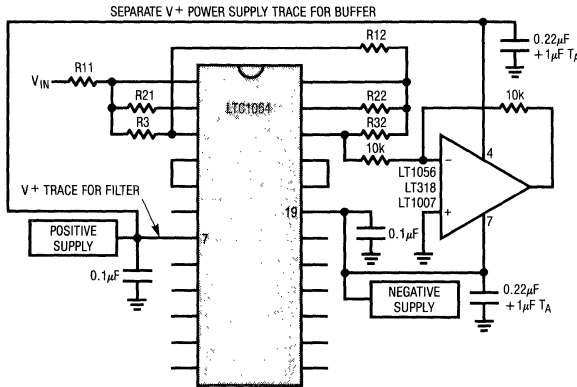 SEPARATE V+ POWER SUPPLY TRACE FOR BUFFER
R12
0.22µF
+ 1µF TA
R11
VIN
R21
LTC1064
R22
10k
R3
R32
10k
−
LT1056
LT318
LT1007
+
4
7
V+ TRACE FOR FILTER
19
POSITIVE
SUPPLY
7
0.1µF
0.1µF
NEGATIVE
SUPPLY
0.22µF
+ 1µF TA